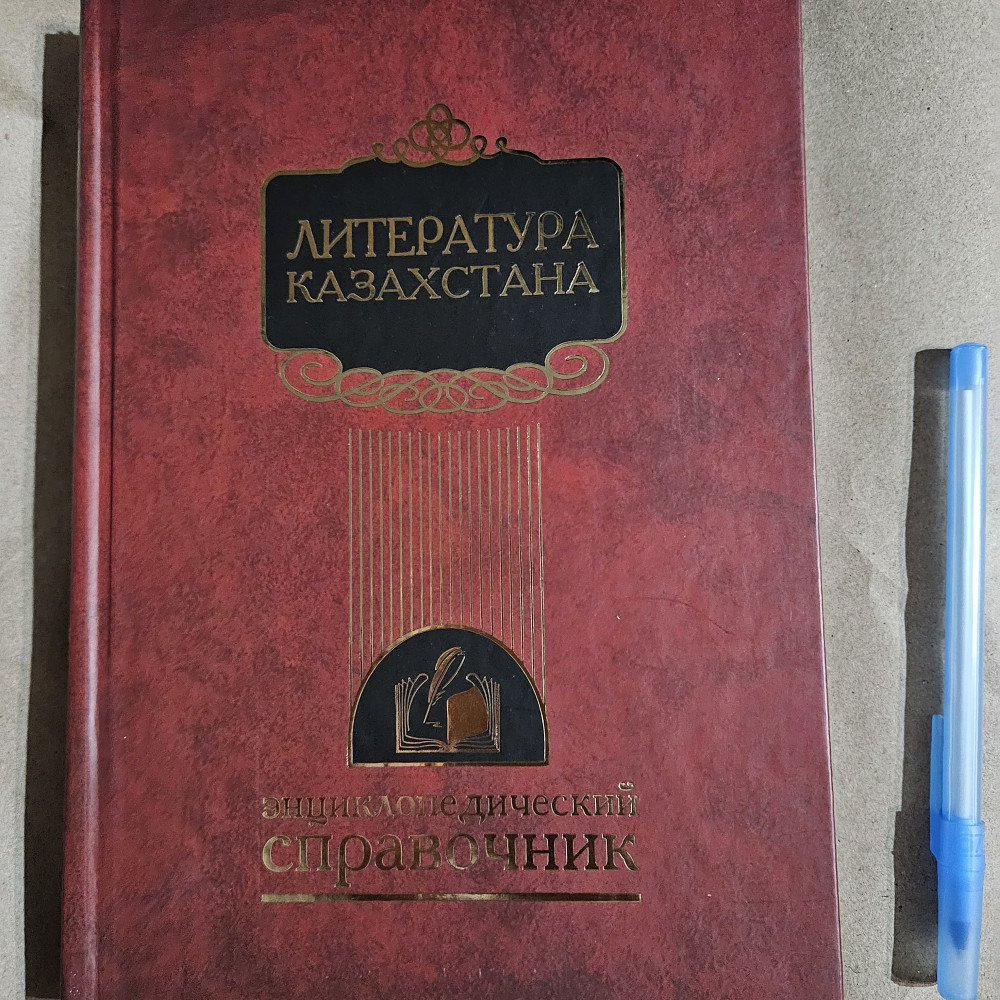 ЛИТЕРАТУРА
КАЗАХСТАНА
энциклопедический
справочник